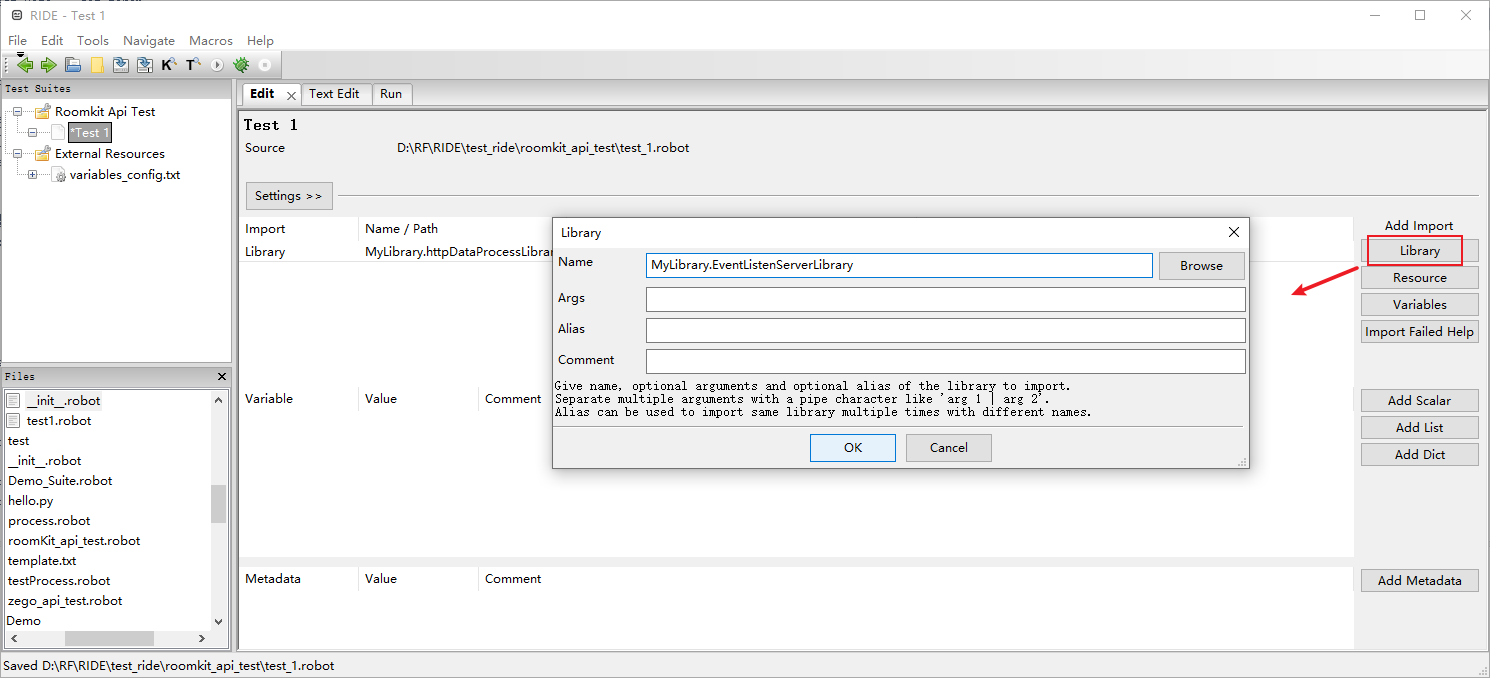 RIDE - Test 1
File Edit Tools Navigate Macros Help
K T
Test Suites
Roomkit Api Test
*Test 1
External Resources
variables_config.txt
Files
__init__.robot
test1.robot
test
__init__.robot
Demo_Suite.robot
hello.py
process.robot
roomKit_api_test.robot
template.txt
testProcess.robot
zego_api_test.robot
Demo
Edit Text Edit Run
Test 1
Source D:\RF\RIDE\test_ride\roomkit_api_test\test_1.robot
Settings >>
Import Name / Path
Library MyLibrary.httpDataProcessLibrar
Add Import
Library
Resource
Variables
Import Failed Help
Library
Name MyLibrary.EventListenServerLibrary Browse
Args
Alias
Comment
Give name, optional arguments and optional alias of the library to import.
Separate multiple arguments with a pipe character like 'arg 1 | arg 2'.
Alias can be used to import same library multiple times with different names.
OK Cancel
Variable Value Comment
Add Scalar
Add List
Add Dict
Metadata Value Comment
Add Metadata
Saved D:\RF\RIDE\test_ride\roomkit_api_test\test_1.robot